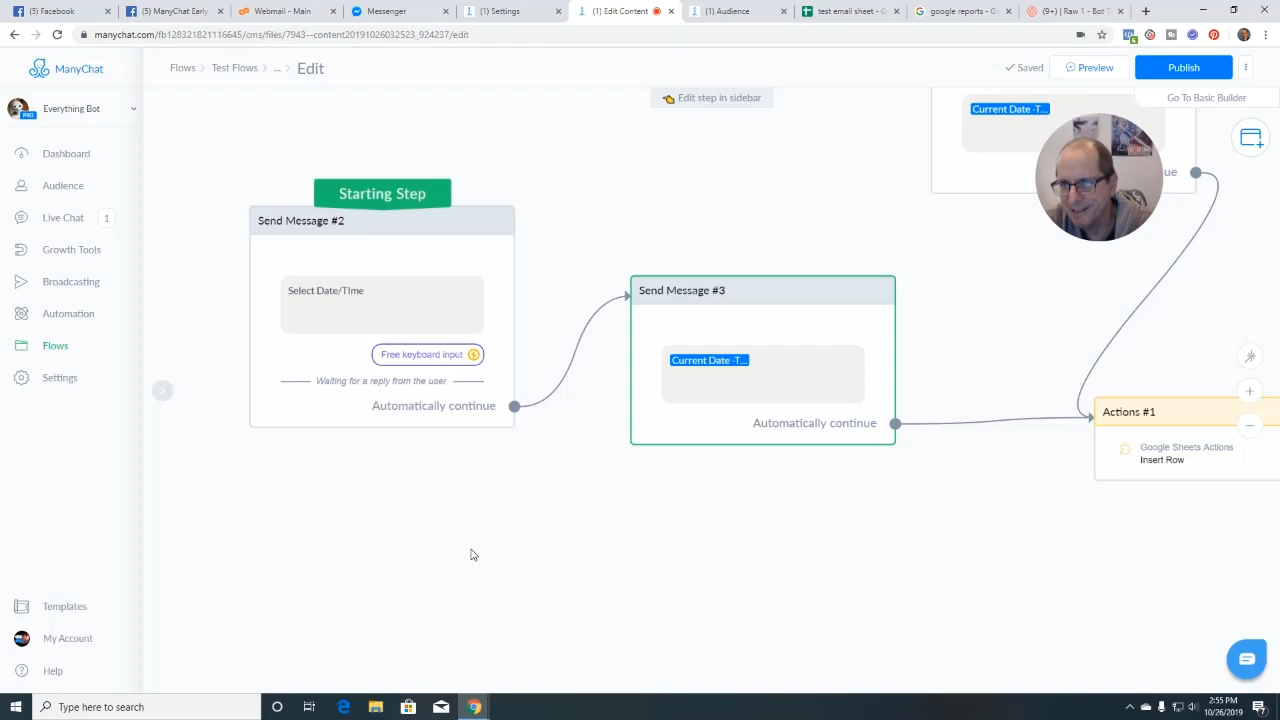 (1) Facebook
(1) ManyChat Early
Webmail - Main
Messenger
(1) Settings
(1) Edit Content
(1) Audience
test email sheet - G
google reports - G
(9+) | Raw 1 - Bot T
manychat.com/fb128321821116645/cms/files/7943--content20191026032523_924237/edit
ManyChat
Flows > Test Flows > ... > Edit
Saved
Preview
Publish
Everything Bot
PRO
Edit step in sidebar
Go To Basic Builder
Dashboard
Audience
Live Chat 1
Growth Tools
Broadcasting
Automation
Flows
Settings
Templates
My Account
Help
Starting Step
Send Message #2
Select Date/TIme
Free keyboard input
Waiting for a reply from the user
Automatically continue
Send Message #3
Current Date -T...
Automatically continue
Current Date -T...
Actions #1
Google Sheets Actions
Insert Row
Type here to search
2:55 PM
10/26/2019